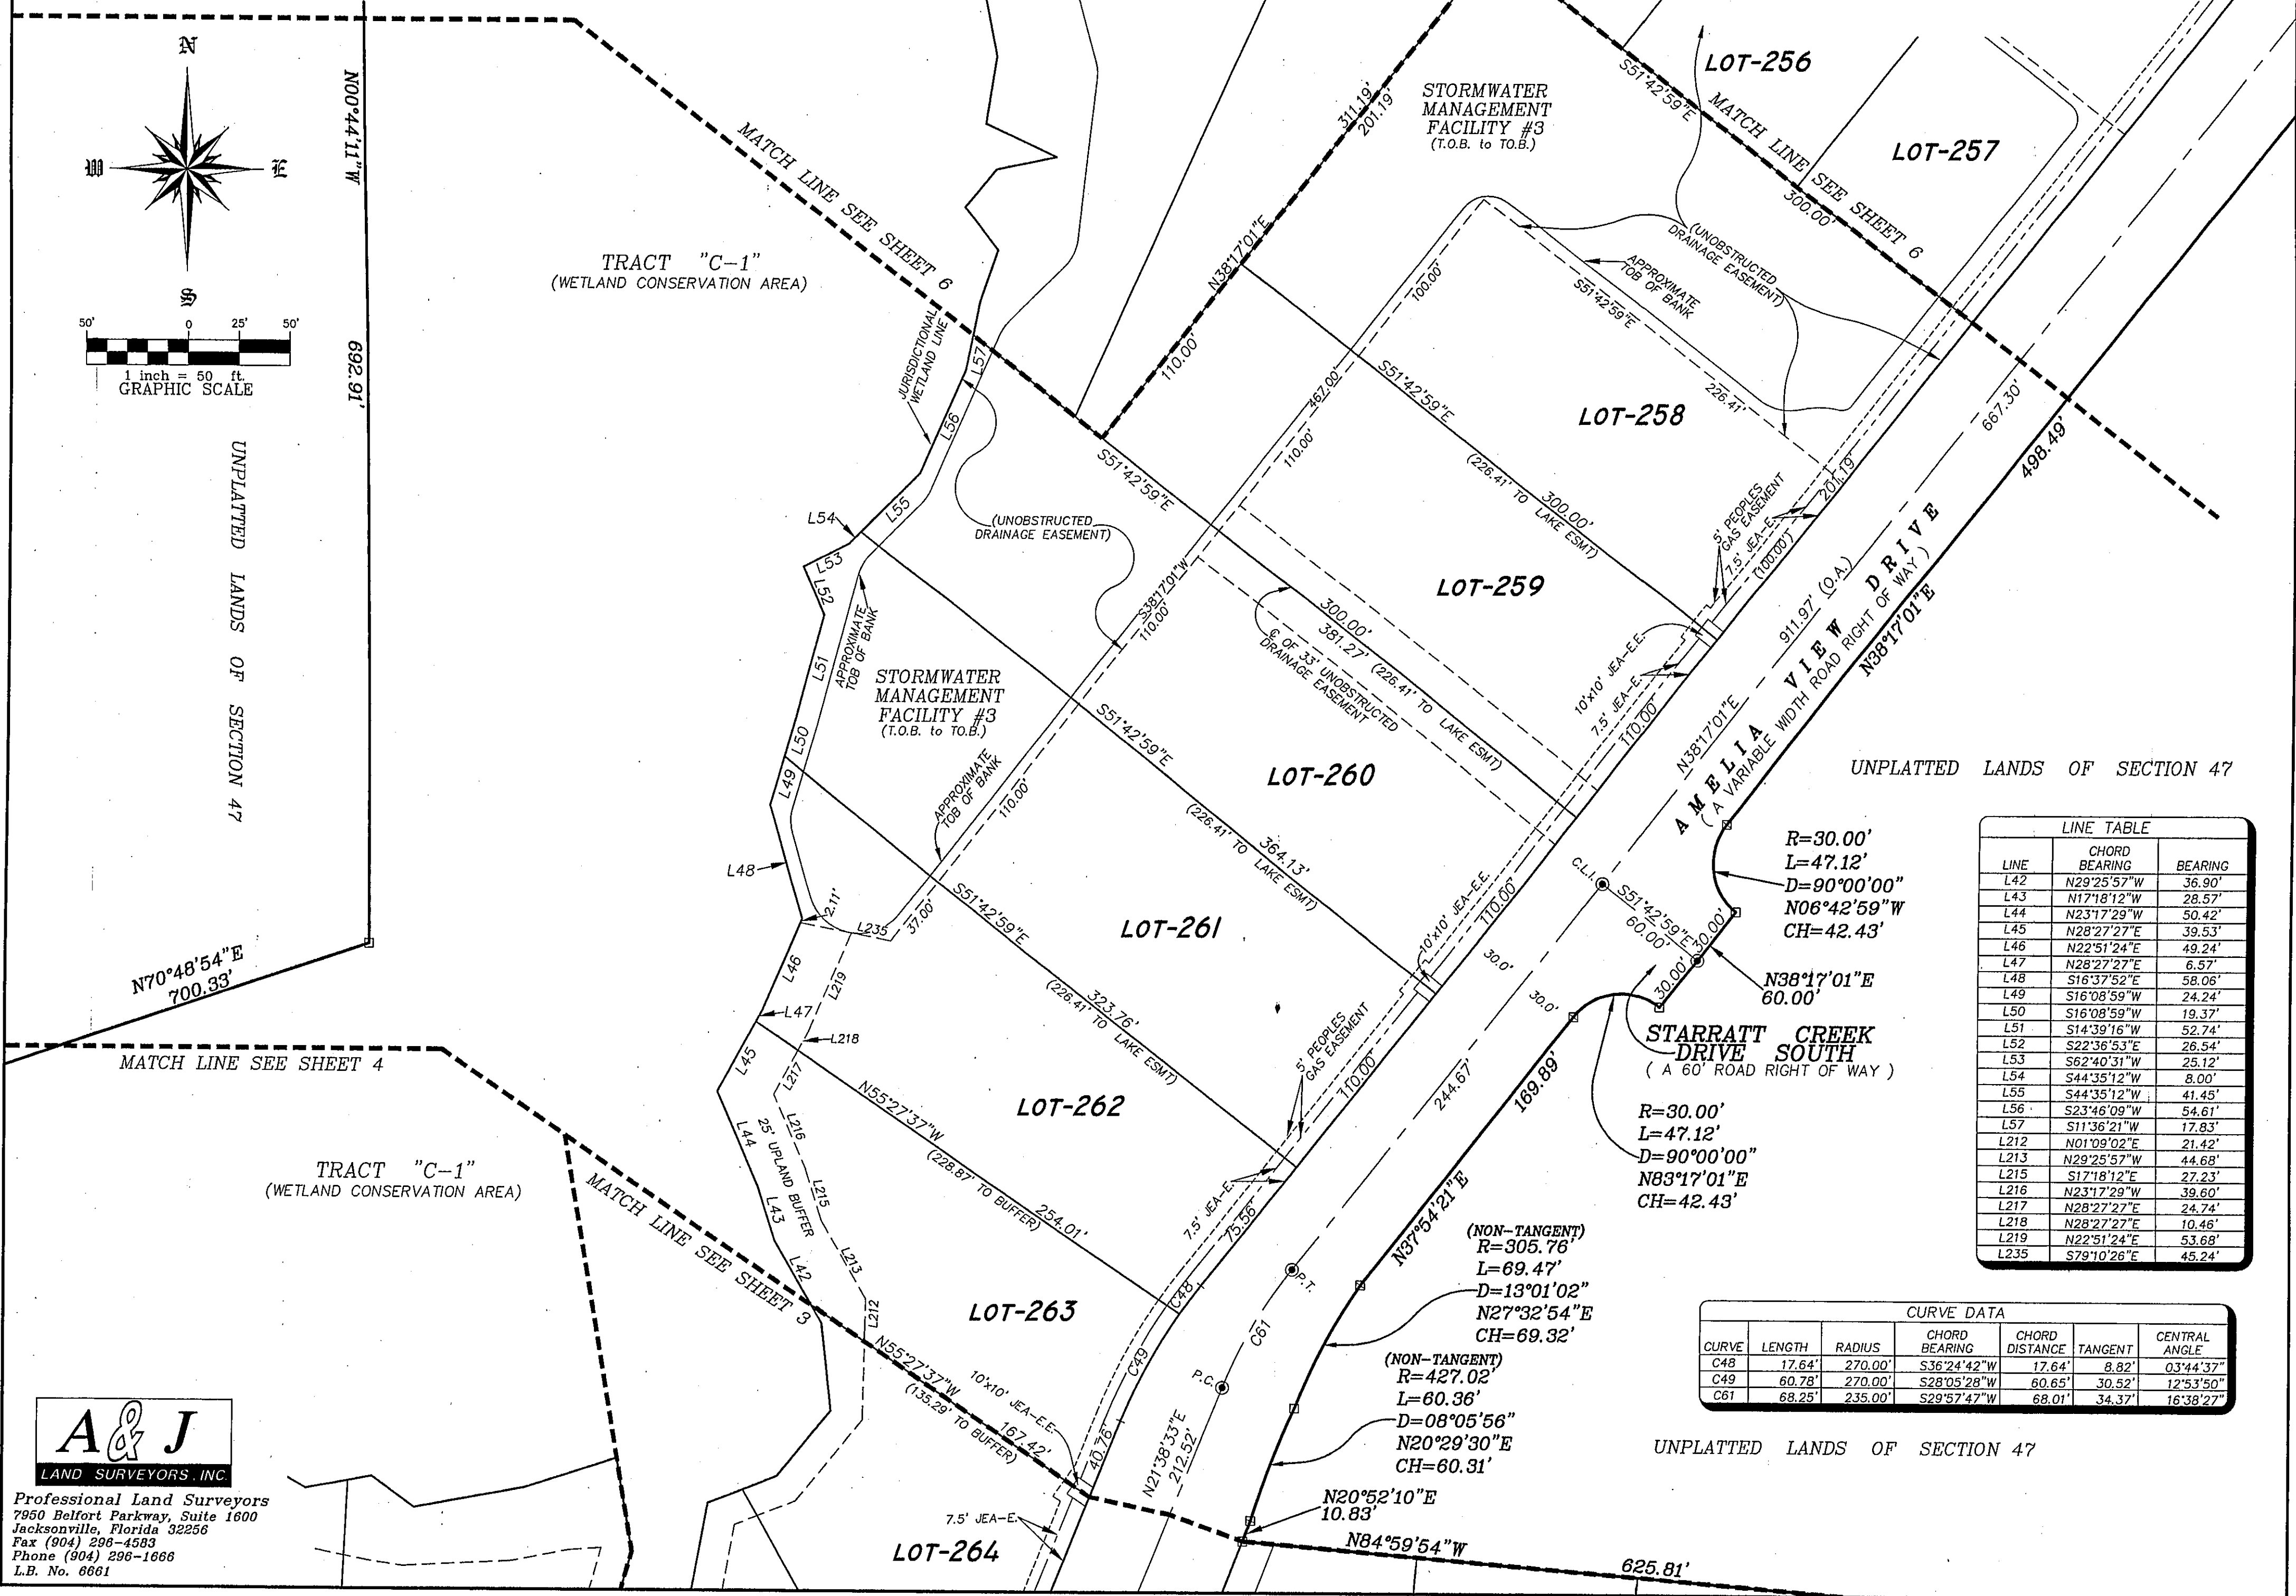 N
W
E
S
50'
0
25'
50'
1 inch = 50 ft.
GRAPHIC SCALE
N00°44'11"W
692.91'
UNPLATTED LANDS OF SECTION 47
N70°48'54"E
700.33'
MATCH LINE SEE SHEET 4
TRACT "C-1"
(WETLAND CONSERVATION AREA)
MATCH LINE SEE SHEET 6
TRACT "C-1"
(WETLAND CONSERVATION AREA)
MATCH LINE SEE SHEET 3
JURISDICTIONAL
WETLAND LINE
L57
L56
L55
L54
L53
L52
L51
L50
L49
L48
L46
L47
L45
L44
L43
L42
2.11'
L235
37.00'
L219
L218
L217
L216
L215
L213
L212
25' UPLAND BUFFER
(UNOBSTRUCTED
DRAINAGE EASEMENT)
APPROXIMATE
TOB OF BANK
STORMWATER
MANAGEMENT
FACILITY #3
(T.O.B. to TO.B.)
APPROXIMATE
TOB OF BANK
110.00'
S38°17'01"W
110.00'
467.00'
110.00'
100.00'
N38°17'01"E
110.00'
311.19'
201.19'
STORMWATER
MANAGEMENT
FACILITY #3
(T.O.B. to TO.B.)
LOT-256
S51°42'59"E
MATCH LINE SEE SHEET 6
300.00'
LOT-257
(UNOBSTRUCTED
DRAINAGE EASEMENT)
APPROXIMATE
TOB OF BANK
S51°42'59"E
226.41'
LOT-258
S51°42'59"E
300.00'
(226.41' TO LAKE ESMT)
5' PEOPLES
GAS EASEMENT
7.5' JEA-E.
201.19'
(100.00')
LOT-259
S51°42'59"E
300.00'
381.27'
(226.41' TO LAKE ESMT)
℄ OF 33' UNOBSTRUCTED
DRAINAGE EASEMENT
10'x10' JEA-E.E.
7.5' JEA-E.
110.00'
LOT-260
S51°42'59"E
364.13'
(226.41' TO LAKE ESMT)
10'x10' JEA-E.E.
110.00'
LOT-261
S51°42'59"E
323.76'
(226.41' TO LAKE ESMT)
5' PEOPLES
GAS EASEMENT
110.00'
LOT-262
N55°27'37"W
254.01'
(228.87' TO BUFFER)
7.5' JEA-E.
75.56'
C48
LOT-263
C49
N55°27'37"W
167.42'
(135.29' TO BUFFER)
10'x10' JEA-E.E.
40.76'
7.5' JEA-E.
LOT-264
667.30'
498.49'
911.97' (O.A.)
N38°17'01"E
AMELIA VIEW DRIVE
( A VARIABLE WIDTH ROAD RIGHT OF WAY )
N38°17'01"E
UNPLATTED LANDS OF SECTION 47
C.L.I.
S51°42'59"E
60.00'
30.00'
30.00'
30.0'
30.0'
R=30.00'
L=47.12'
D=90°00'00"
N06°42'59"W
CH=42.43'
N38°17'01"E
60.00'
STARRATT CREEK
DRIVE SOUTH
( A 60' ROAD RIGHT OF WAY )
R=30.00'
L=47.12'
D=90°00'00"
N83°17'01"E
CH=42.43'
244.67'
169.89'
N37°54'21"E
P.T.
C61
P.C.
N21°38'33"E
212.52'
(NON-TANGENT)
R=305.76'
L=69.47'
D=13°01'02"
N27°32'54"E
CH=69.32'
(NON-TANGENT)
R=427.02'
L=60.36'
D=08°05'56"
N20°29'30"E
CH=60.31'
N20°52'10"E
10.83'
N84°59'54"W
625.81'
UNPLATTED LANDS OF SECTION 47
LINE TABLE
LINE CHORD BEARING BEARING
L42 N29°25'57"W 36.90'
L43 N17°18'12"W 28.57'
L44 N23°17'29"W 50.42'
L45 N28°27'27"E 39.53'
L46 N22°51'24"E 49.24'
L47 N28°27'27"E 6.57'
L48 S16°37'52"E 58.06'
L49 S16°08'59"W 24.24'
L50 S16°08'59"W 19.37'
L51 S14°39'16"W 52.74'
L52 S22°36'53"E 26.54'
L53 S62°40'31"W 25.12'
L54 S44°35'12"W 8.00'
L55 S44°35'12"W 41.45'
L56 S23°46'09"W 54.61'
L57 S11°36'21"W 17.83'
L212 N01°09'02"E 21.42'
L213 N29°25'57"W 44.68'
L215 S17°18'12"E 27.23'
L216 N23°17'29"W 39.60'
L217 N28°27'27"E 24.74'
L218 N28°27'27"E 10.46'
L219 N22°51'24"E 53.68'
L235 S79°10'26"E 45.24'
CURVE DATA
CURVE LENGTH RADIUS CHORD BEARING CHORD DISTANCE TANGENT CENTRAL ANGLE
C48 17.64' 270.00' S36°24'42"W 17.64' 8.82' 03°44'37"
C49 60.78' 270.00' S28°05'28"W 60.65' 30.52' 12°53'50"
C61 68.25' 235.00' S29°57'47"W 68.01' 34.37' 16°38'27"
A & J
LAND SURVEYORS, INC.
Professional Land Surveyors
7950 Belfort Parkway, Suite 1600
Jacksonville, Florida 32256
Fax (904) 296-4583
Phone (904) 296-1666
L.B. No. 6661